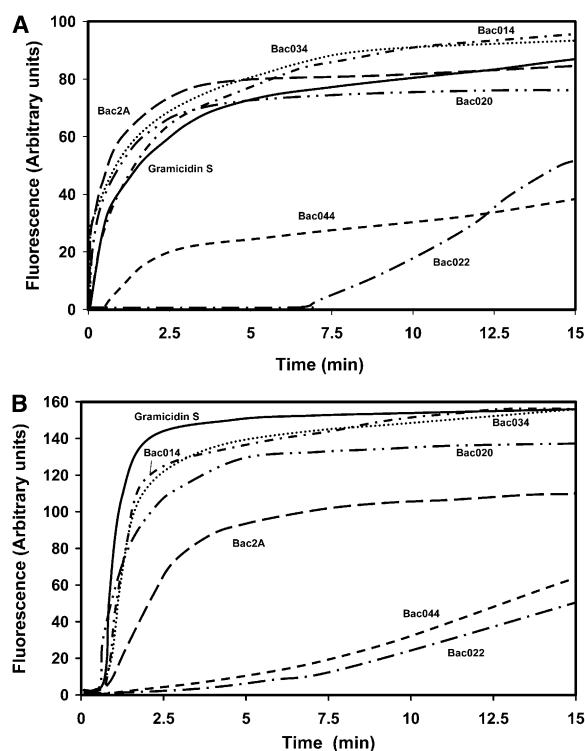 A
Fluorescence (Arbitrary units)
100
80
60
40
20
0
Bac034
Bac014
Bac2A
Bac020
Gramicidin S
Bac044
Bac022
0 2.5 5 7.5 10 12.5 15
Time (min)
B
Fluorescence (Arbitrary units)
160
140
120
100
80
60
40
20
0
Gramicidin S
Bac014
Bac034
Bac020
Bac2A
Bac044
Bac022
0 2.5 5 7.5 10 12.5 15
Time (min)